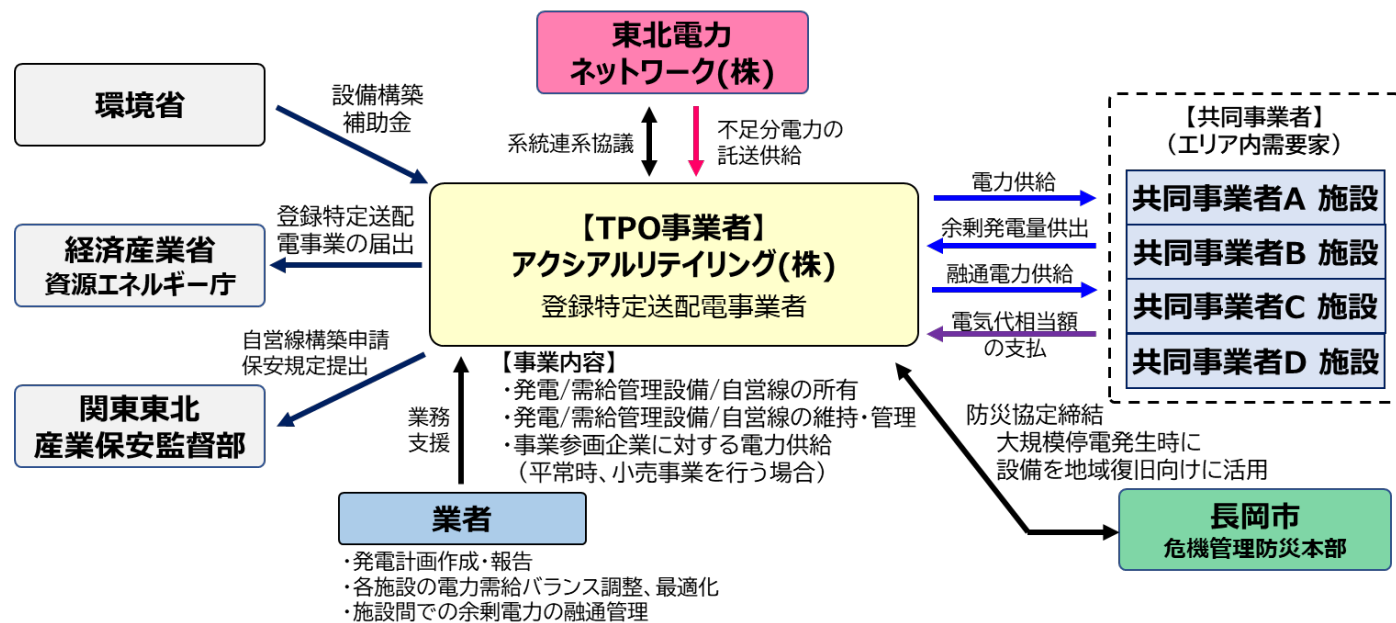 東北電力
ネットワーク(株)
環境省
設備構築
補助金
系統連系協議
不足分電力の
託送供給
【共同事業者】
(エリア内需要家)
共同事業者A 施設
共同事業者B 施設
共同事業者C 施設
共同事業者D 施設
電力供給
余剰発電量供出
融通電力供給
電気代相当額
の支払
登録特定送配
電事業の届出
経済産業省
資源エネルギー庁
【TPO事業者】
アクシアルリテイリング(株)
登録特定送配電事業者
自営線構築申請
保安規定提出
関東東北
産業保安監督部
【事業内容】
・発電/需給管理設備/自営線の所有
・発電/需給管理設備/自営線の維持・管理
・事業参画企業に対する電力供給
(平常時、小売事業を行う場合)
業務
支援
防災協定締結
大規模停電発生時に
設備を地域復旧向けに活用
業者
・発電計画作成・報告
・各施設の電力需給バランス調整、最適化
・施設間での余剰電力の融通管理
長岡市
危機管理防災本部